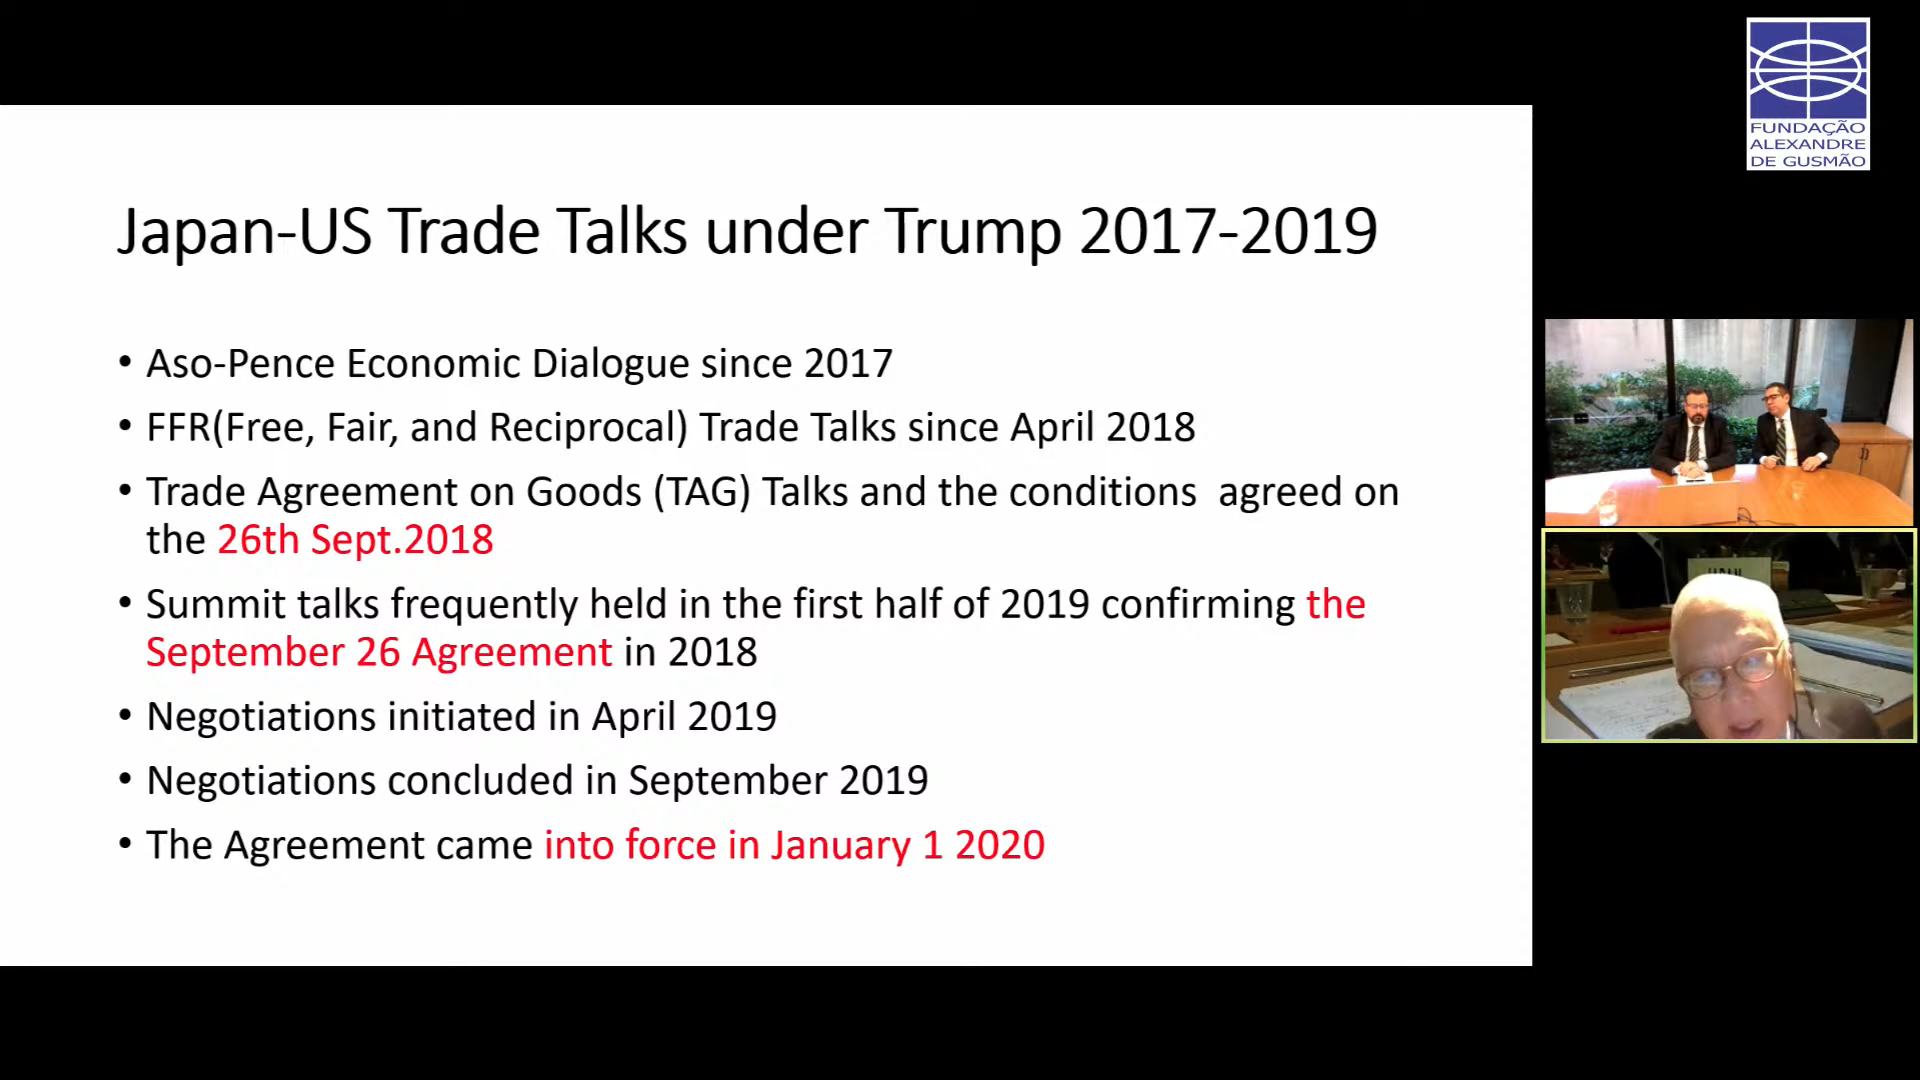 FUNDAÇÃO
ALEXANDRE
DE GUSMÃO
Japan-US Trade Talks under Trump 2017-2019
• Aso-Pence Economic Dialogue since 2017
• FFR(Free, Fair, and Reciprocal) Trade Talks since April 2018
• Trade Agreement on Goods (TAG) Talks and the conditions  agreed on
the 26th Sept.2018
• Summit talks frequently held in the first half of 2019 confirming the
September 26 Agreement in 2018
• Negotiations initiated in April 2019
• Negotiations concluded in September 2019
• The Agreement came into force in January 1 2020